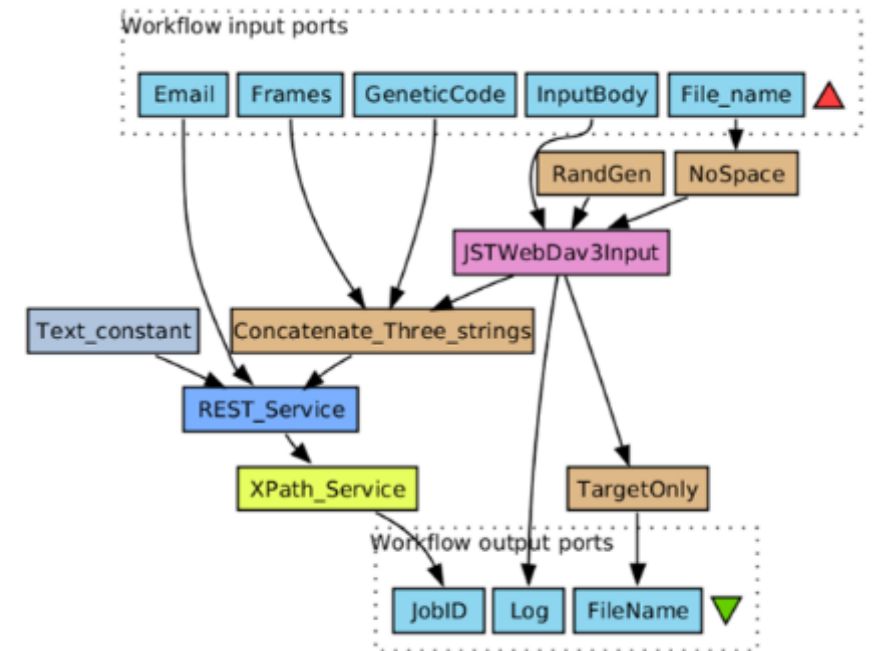 Workflow input ports
Email
Frames
GeneticCode
InputBody
File_name
RandGen
NoSpace
JSTWebDav3Input
Text_constant
Concatenate_Three_strings
REST_Service
XPath_Service
TargetOnly
Workflow output ports
JobID
Log
FileName